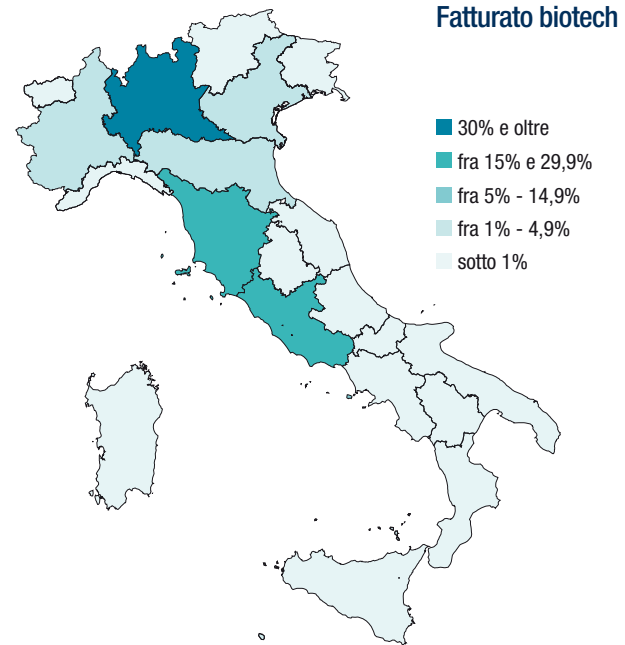 Fatturato biotech
30% e oltre
fra 15% e 29,9%
fra 5% - 14,9%
fra 1% - 4,9%
sotto 1%